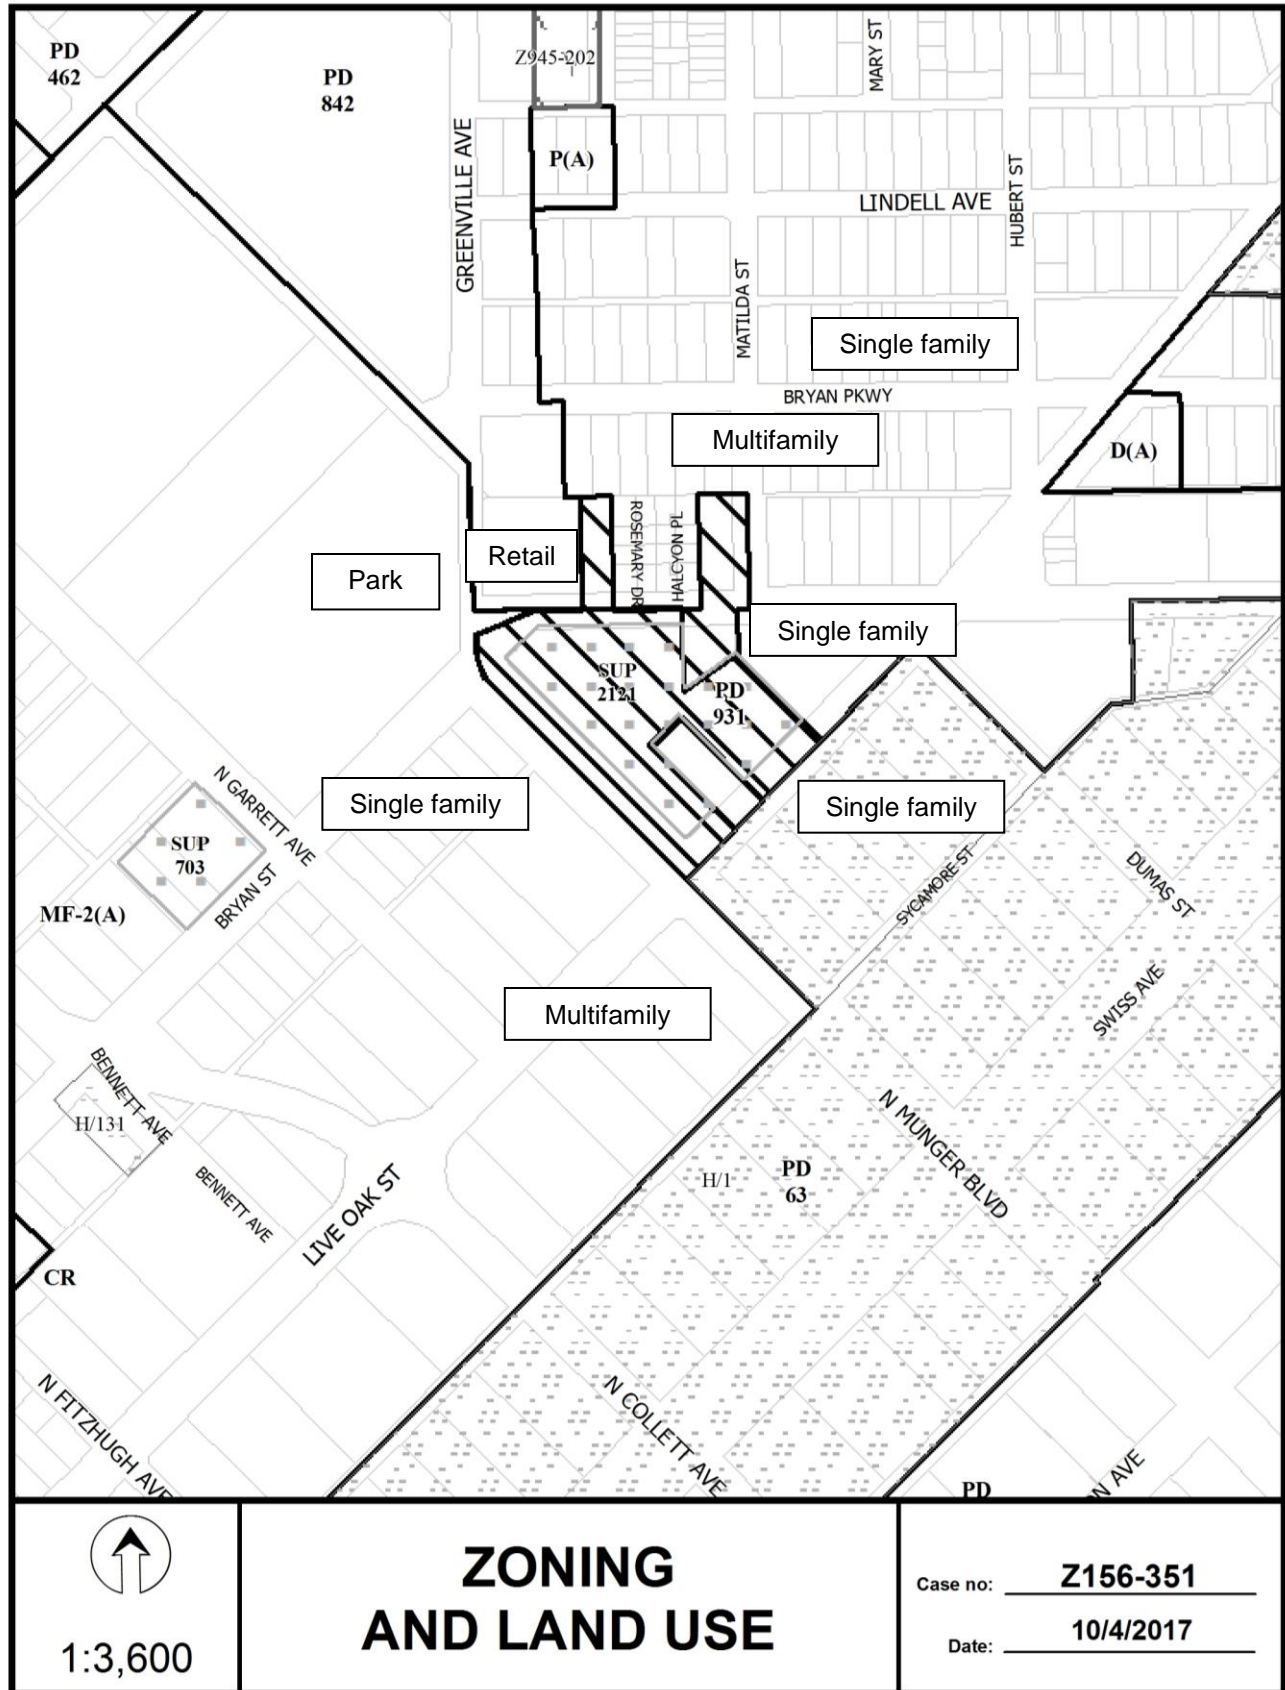 PD
462
PD
842
Z945-202
MARY ST
GREENVILLE AVE
P(A)
HUBERT ST
LINDELL AVE
MATILDA ST
Single family
BRYAN PKWY
Multifamily
D(A)
ROSEMARY DR
HALCYON PL
Retail
Park
Single family
SUP
2121
PD
931
N GARRETT AVE
Single family
Single family
SUP
703
BRYAN ST
SYCAMORE ST
DUMAS ST
MF-2(A)
Multifamily
SWISS AVE
BENNETT AVE
H/131
BENNETT AVE
N MUNGER BLVD
H/1
PD
63
LIVE OAK ST
CR
N FITZHUGH AVE
N COLLETT AVE
PD
ON AVE
1:3,600
ZONING
AND LAND USE
Case no: Z156-351
Date: 10/4/2017